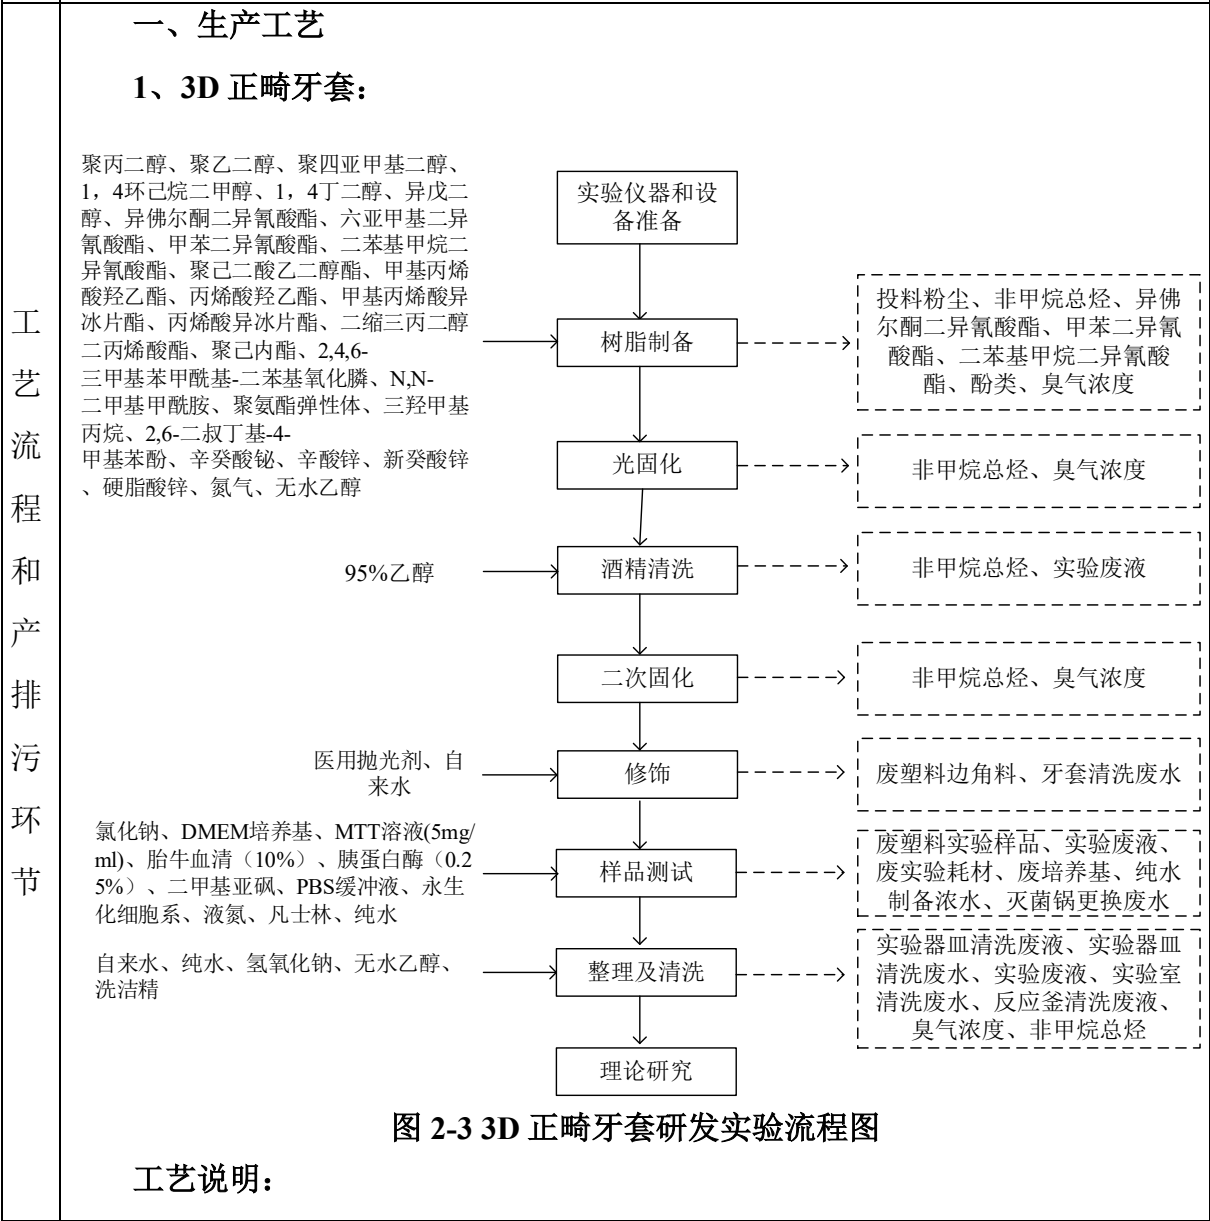 一、生产工艺
1、3D 正畸牙套：
工艺流程和产排污环节
聚丙二醇、聚乙二醇、聚四亚甲基二醇、
1，4环己烷二甲醇、1，4丁二醇、异戊二
醇、异佛尔酮二异氰酸酯、六亚甲基二异
氰酸酯、甲苯二异氰酸酯、二苯基甲烷二
异氰酸酯、聚己二酸乙二醇酯、甲基丙烯
酸羟乙酯、丙烯酸羟乙酯、甲基丙烯酸异
冰片酯、丙烯酸异冰片酯、二缩三丙二醇
二丙烯酸酯、聚己内酯、2,4,6-
三甲基苯甲酰基-二苯基氧化膦、N,N-
二甲基甲酰胺、聚氨酯弹性体、三羟甲基
丙烷、2,6-二叔丁基-4-
甲基苯酚、辛癸酸铋、辛酸锌、新癸酸锌
、硬脂酸锌、氮气、无水乙醇
实验仪器和设
备准备
树脂制备
投料粉尘、非甲烷总烃、异佛
尔酮二异氰酸酯、甲苯二异氰
酸酯、二苯基甲烷二异氰酸
酯、酚类、臭气浓度
光固化
非甲烷总烃、臭气浓度
95%乙醇
酒精清洗
非甲烷总烃、实验废液
二次固化
非甲烷总烃、臭气浓度
医用抛光剂、自
来水
修饰
废塑料边角料、牙套清洗废水
氯化钠、DMEM培养基、MTT溶液(5mg/
ml)、胎牛血清（10%）、胰蛋白酶（0.2
5%）、二甲基亚砜、PBS缓冲液、永生
化细胞系、液氮、凡士林、纯水
样品测试
废塑料实验样品、实验废液、
废实验耗材、废培养基、纯水
制备浓水、灭菌锅更换废水
自来水、纯水、氢氧化钠、无水乙醇、
洗洁精
整理及清洗
实验器皿清洗废液、实验器皿
清洗废水、实验废液、实验室
清洗废水、反应釜清洗废液、
臭气浓度、非甲烷总烃
理论研究
图 2-3 3D 正畸牙套研发实验流程图
工艺说明：